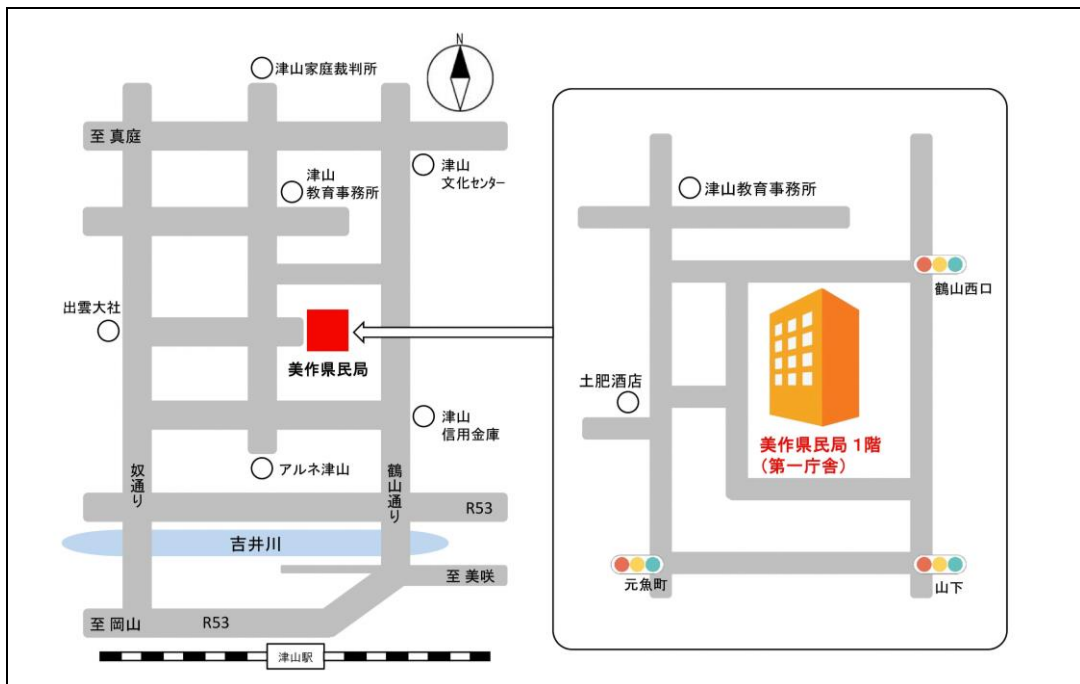 N
津山家庭裁判所
至 真庭
津山
文化センター
津山
教育事務所
出雲大社
美作県民局
津山
信用金庫
アルネ津山
奴通り
鶴山通り
R53
吉井川
至 美咲
至 岡山
R53
津山駅
津山教育事務所
鶴山西口
土肥酒店
美作県民局 1階
（第一庁舎）
元魚町
山下